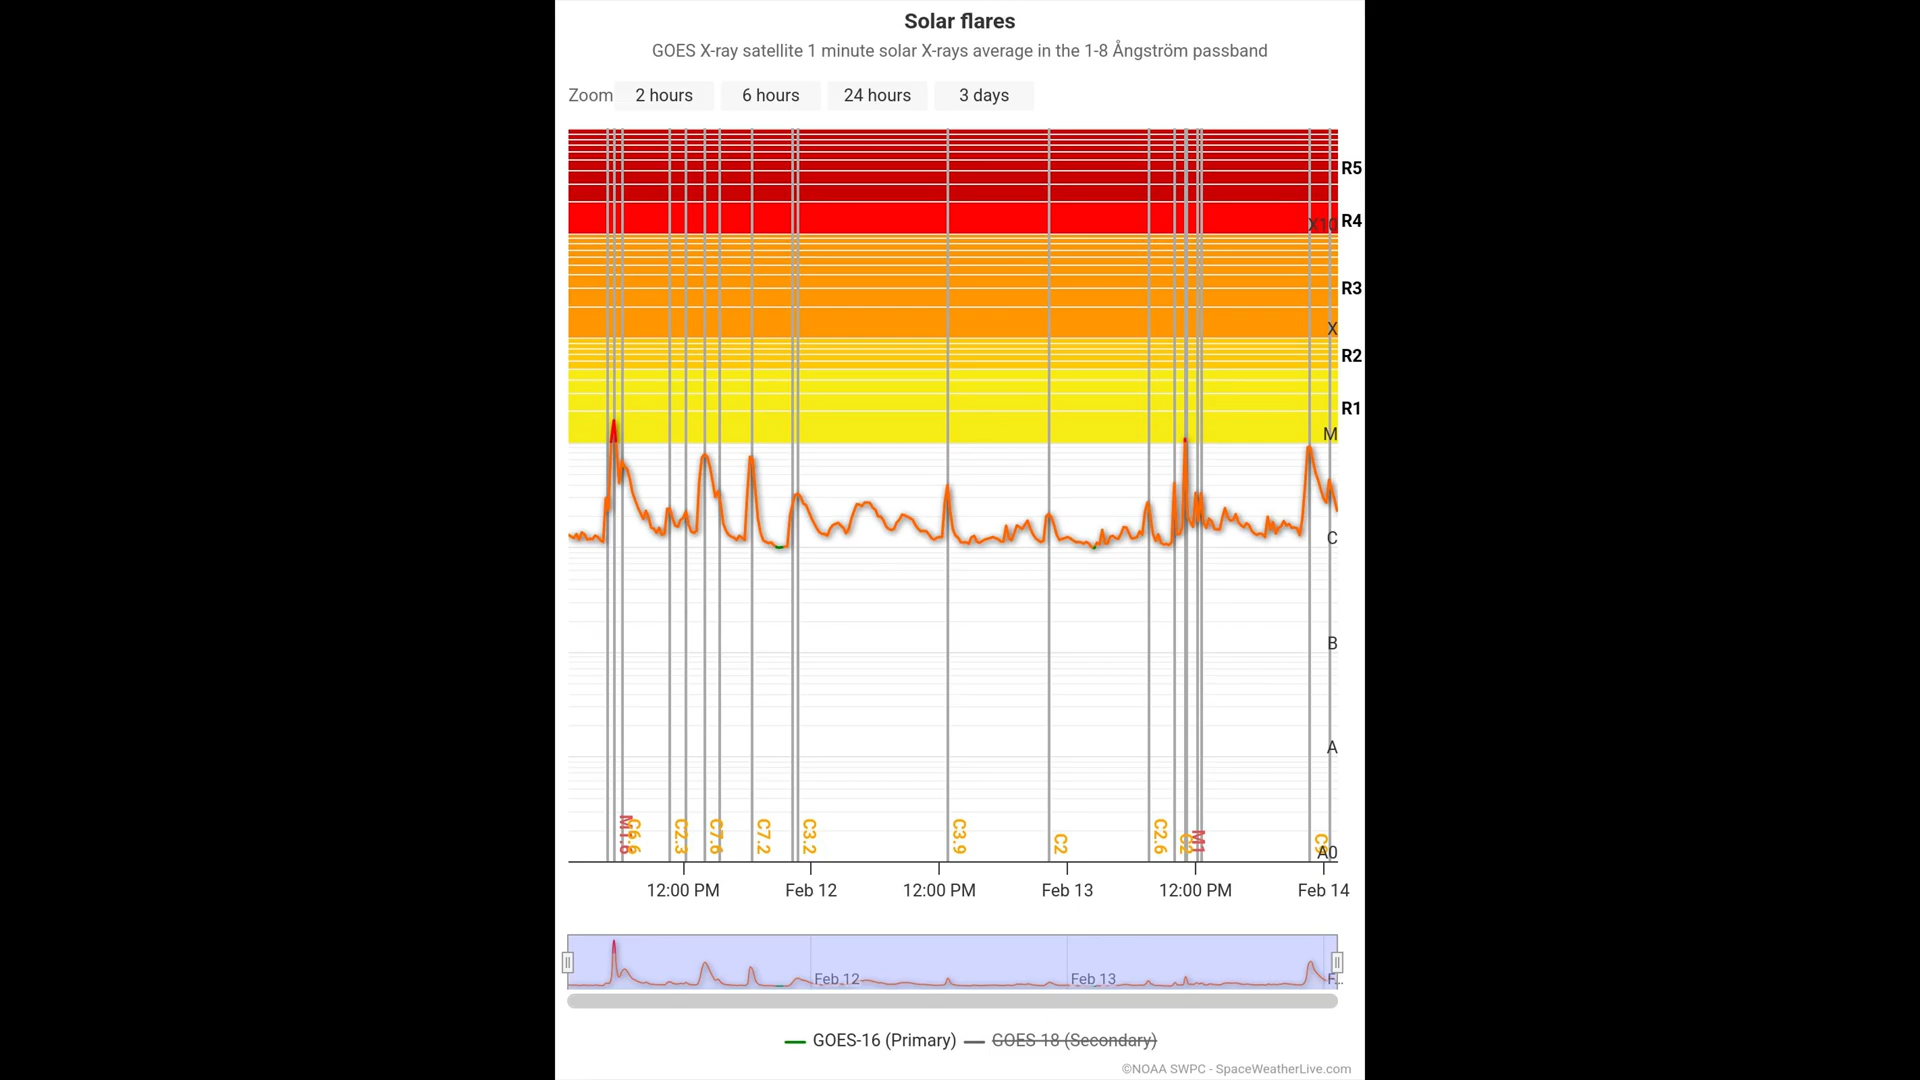 Solar flares
GOES X-ray satellite 1 minute solar X-rays average in the 1-8 Ångström passband
Zoom 2 hours 6 hours 24 hours 3 days
R5
X10 R4
R3
X
R2
R1
M
C
B
A
C6.6 C2.3 C7.6 C7.2 C3.2 C3.9 C2 C2.6 M1
A0
12:00 PM Feb 12 12:00 PM Feb 13 12:00 PM Feb 14
Feb 12 Feb 13 F...
GOES-16 (Primary) GOES-18 (Secondary)
©NOAA SWPC - SpaceWeatherLive.com